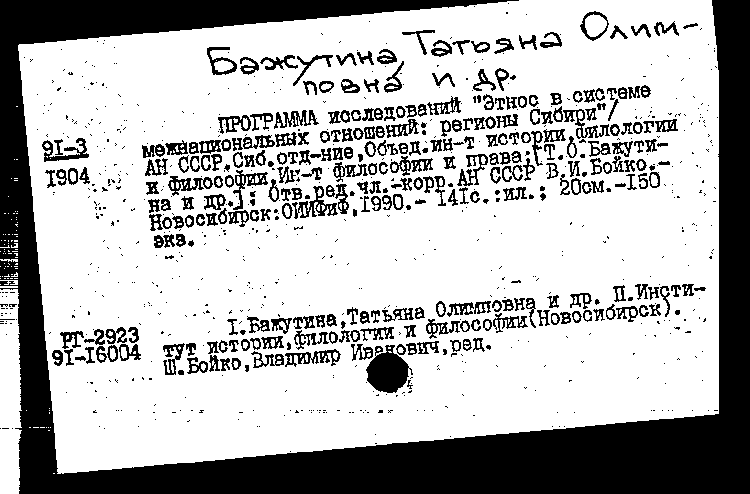 Бажутина, Татьяна Олим-
повна и др.
ПРОГРАММА исследований "Этнос в системе
91-3 межнациональных отношений: регионы Сибири"/
АН СССР.Сиб.отд-ние,Объед.ин-т истории,филологии
1904 и философии,Ин-т философии и права;[Т.О.Бажути-
на и др.]; Отв.ред.чл.-корр.АН СССР В.И.Бойко.-
Новосибирск:ОИИФиФ,1990.- 141с.:ил.; 20см.-150
экз.
I.Бажутина,Татьяна Олимповна и др. П.Инсти-
РГ-2923 тут истории,филологии и философии(Новосибирск).
91-16004 Ш.Бойко,Владимир Иванович,ред.